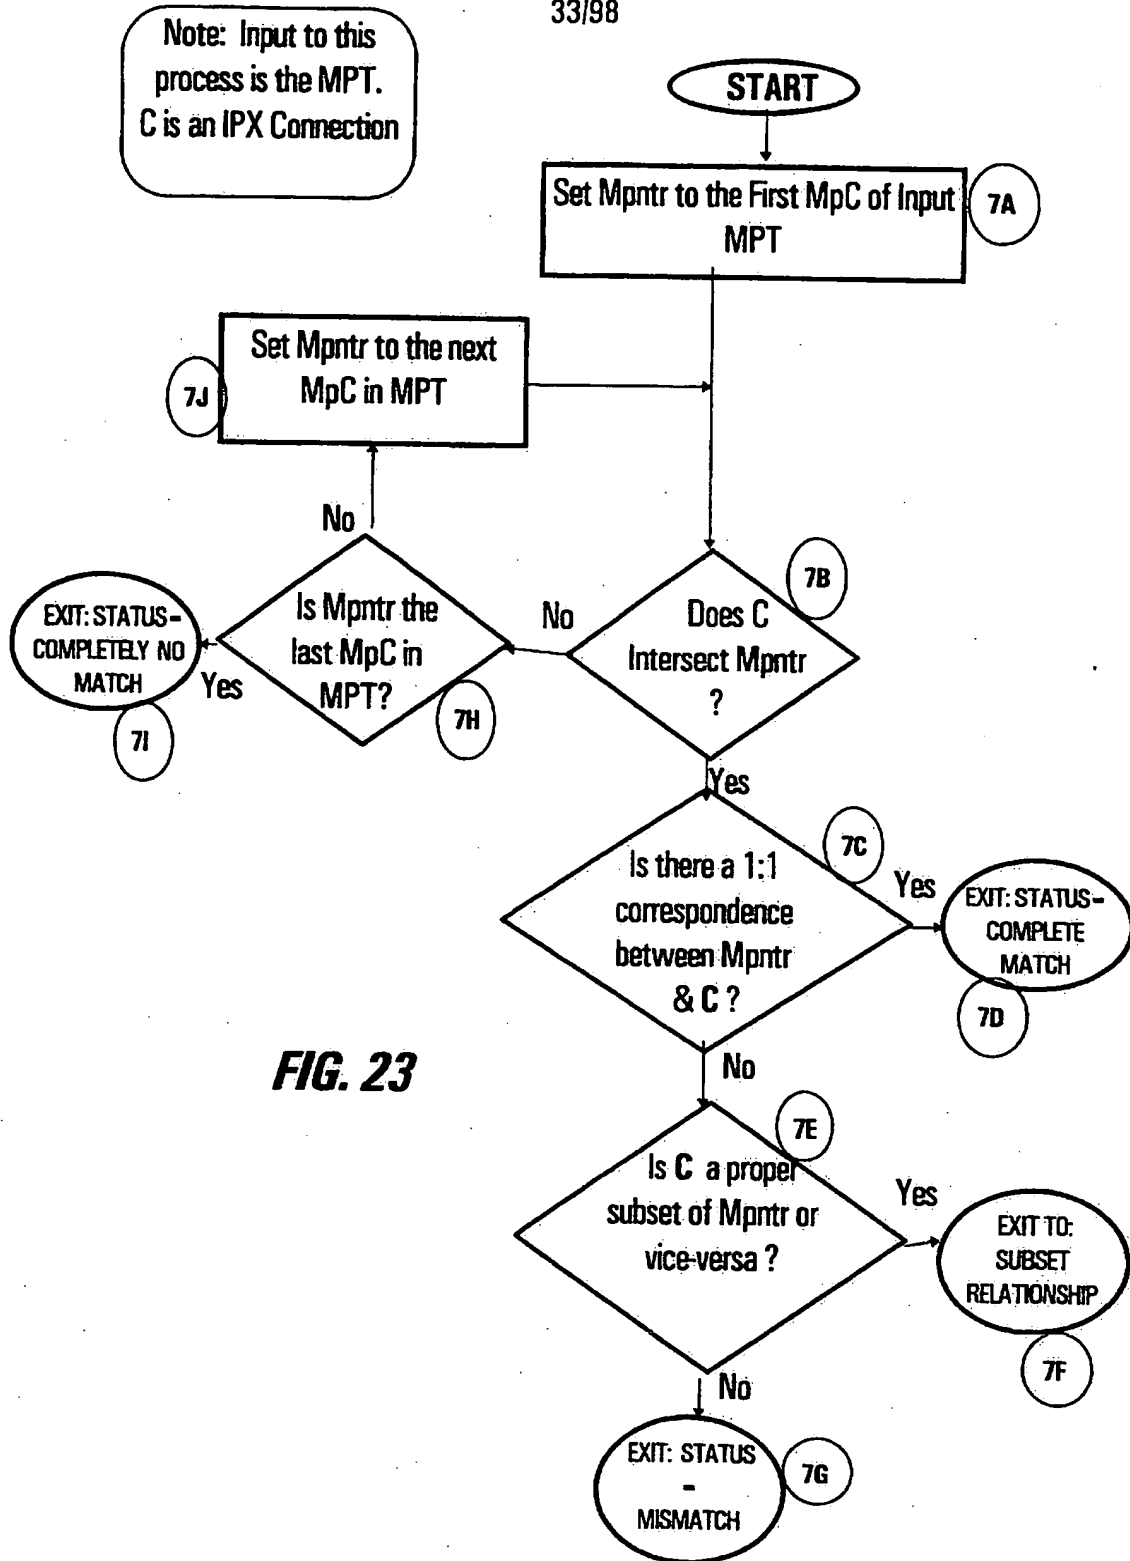 33/98
Note: Input to this
process is the MPT.
C is an IPX Connection
START
Set Mpntr to the First MpC of Input
MPT
7A
Set Mpntr to the next
MpC in MPT
7J
No
Is Mpntr the
last MpC in
MPT?
7H
Yes
EXIT: STATUS-
COMPLETELY NO
MATCH
7I
No
Does C
Intersect Mpntr
?
7B
Yes
Is there a 1:1
correspondence
between Mpntr
& C ?
7C
Yes
EXIT: STATUS-
COMPLETE
MATCH
7D
No
FIG. 23
Is C a proper
subset of Mpntr or
vice-versa ?
7E
Yes
EXIT TO:
SUBSET
RELATIONSHIP
7F
No
EXIT: STATUS
-
MISMATCH
7G